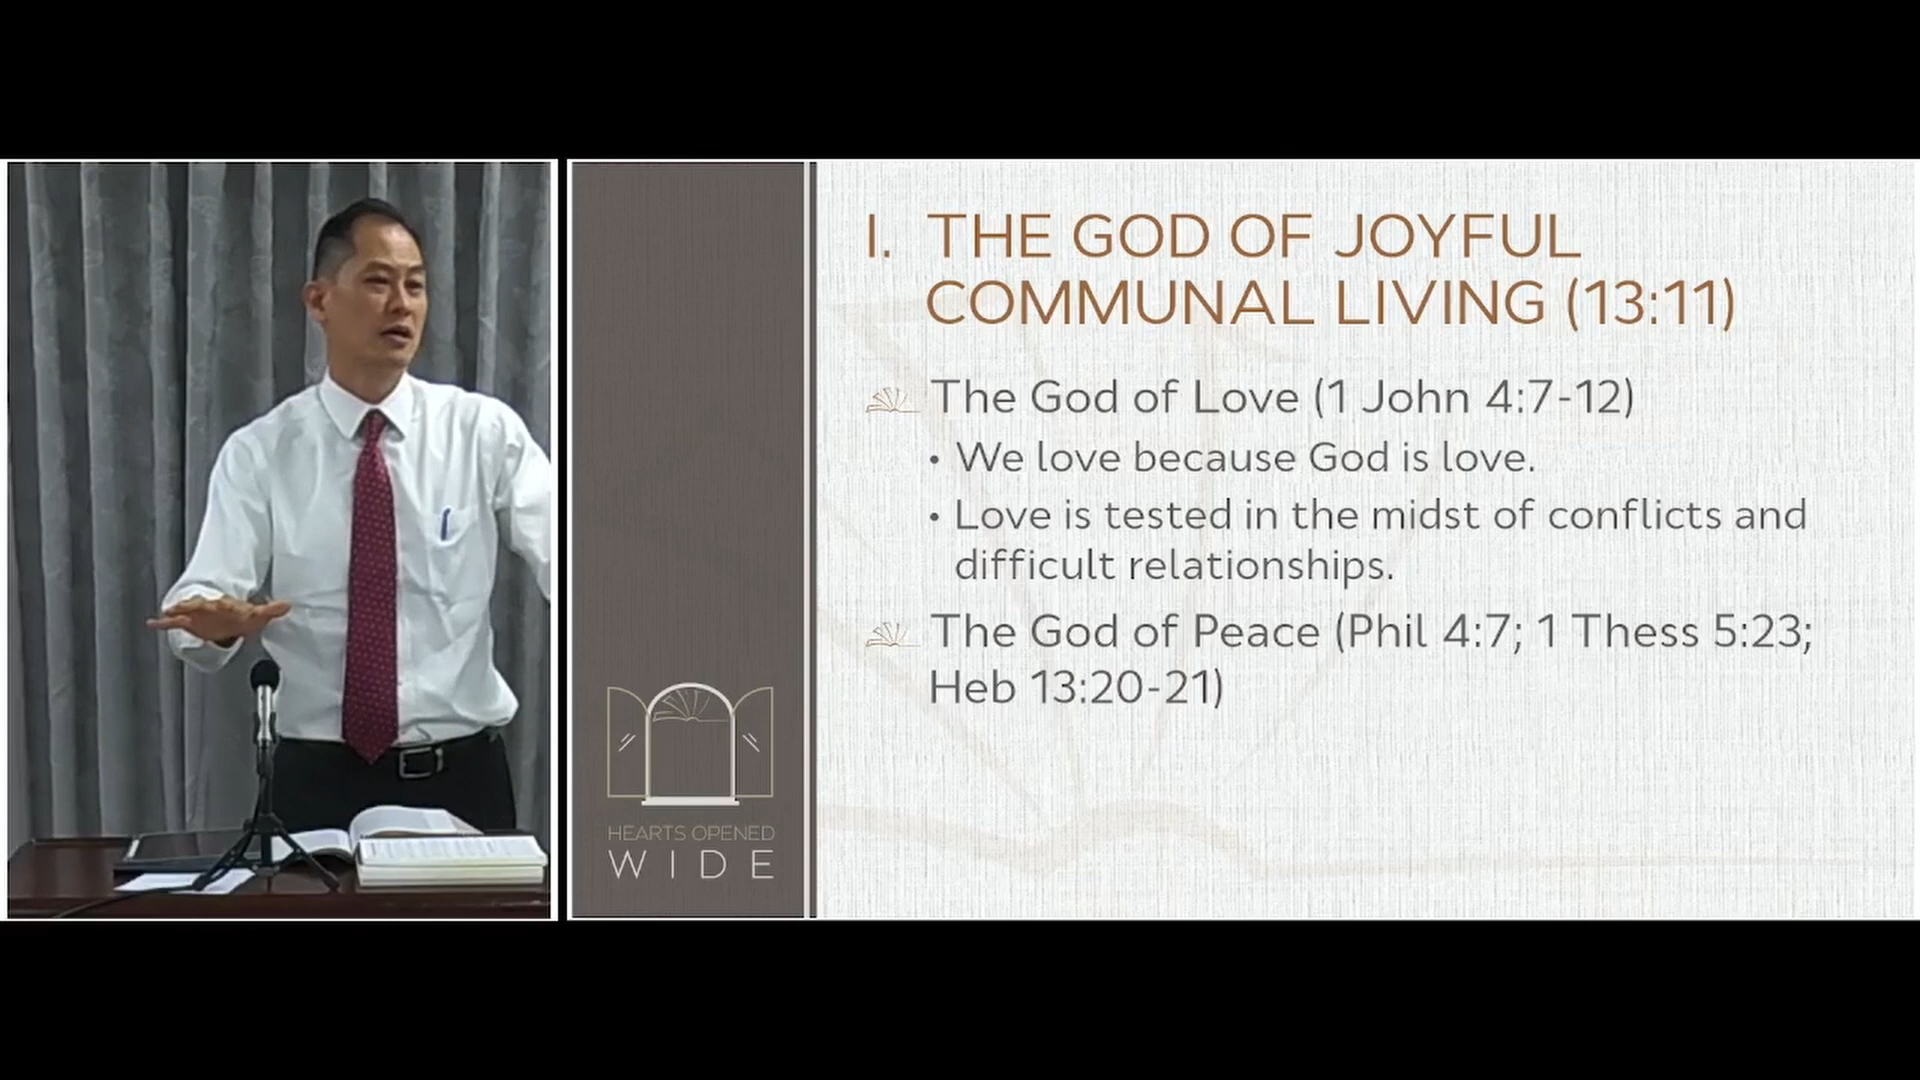 I. THE GOD OF JOYFUL
COMMUNAL LIVING (13:11)
The God of Love (1 John 4:7-12)
• We love because God is love.
• Love is tested in the midst of conflicts and
difficult relationships.
The God of Peace (Phil 4:7; 1 Thess 5:23;
Heb 13:20-21)
HEARTS OPENED
WIDE